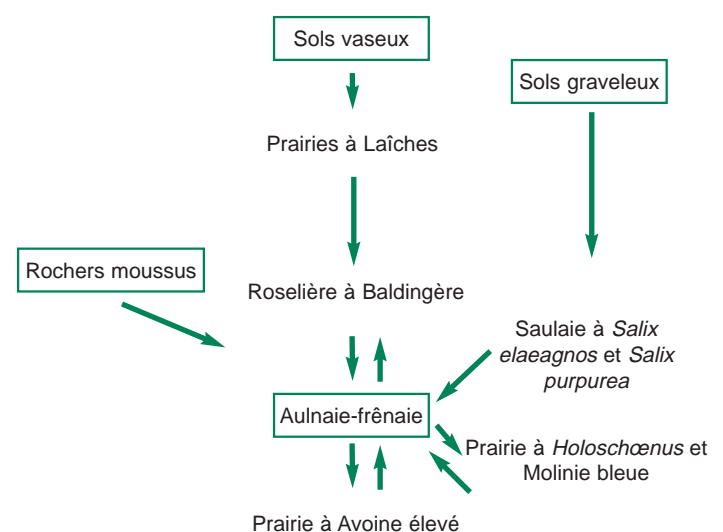 Sols vaseux
Sols graveleux
Prairies à Laîches
Rochers moussus
Roselière à Baldingère
Saulaie à Salix
elaeagnos et Salix
purpurea
Aulnaie-frênaie
Prairie à Holoschœnus et
Molinie bleue
Prairie à Avoine élevé